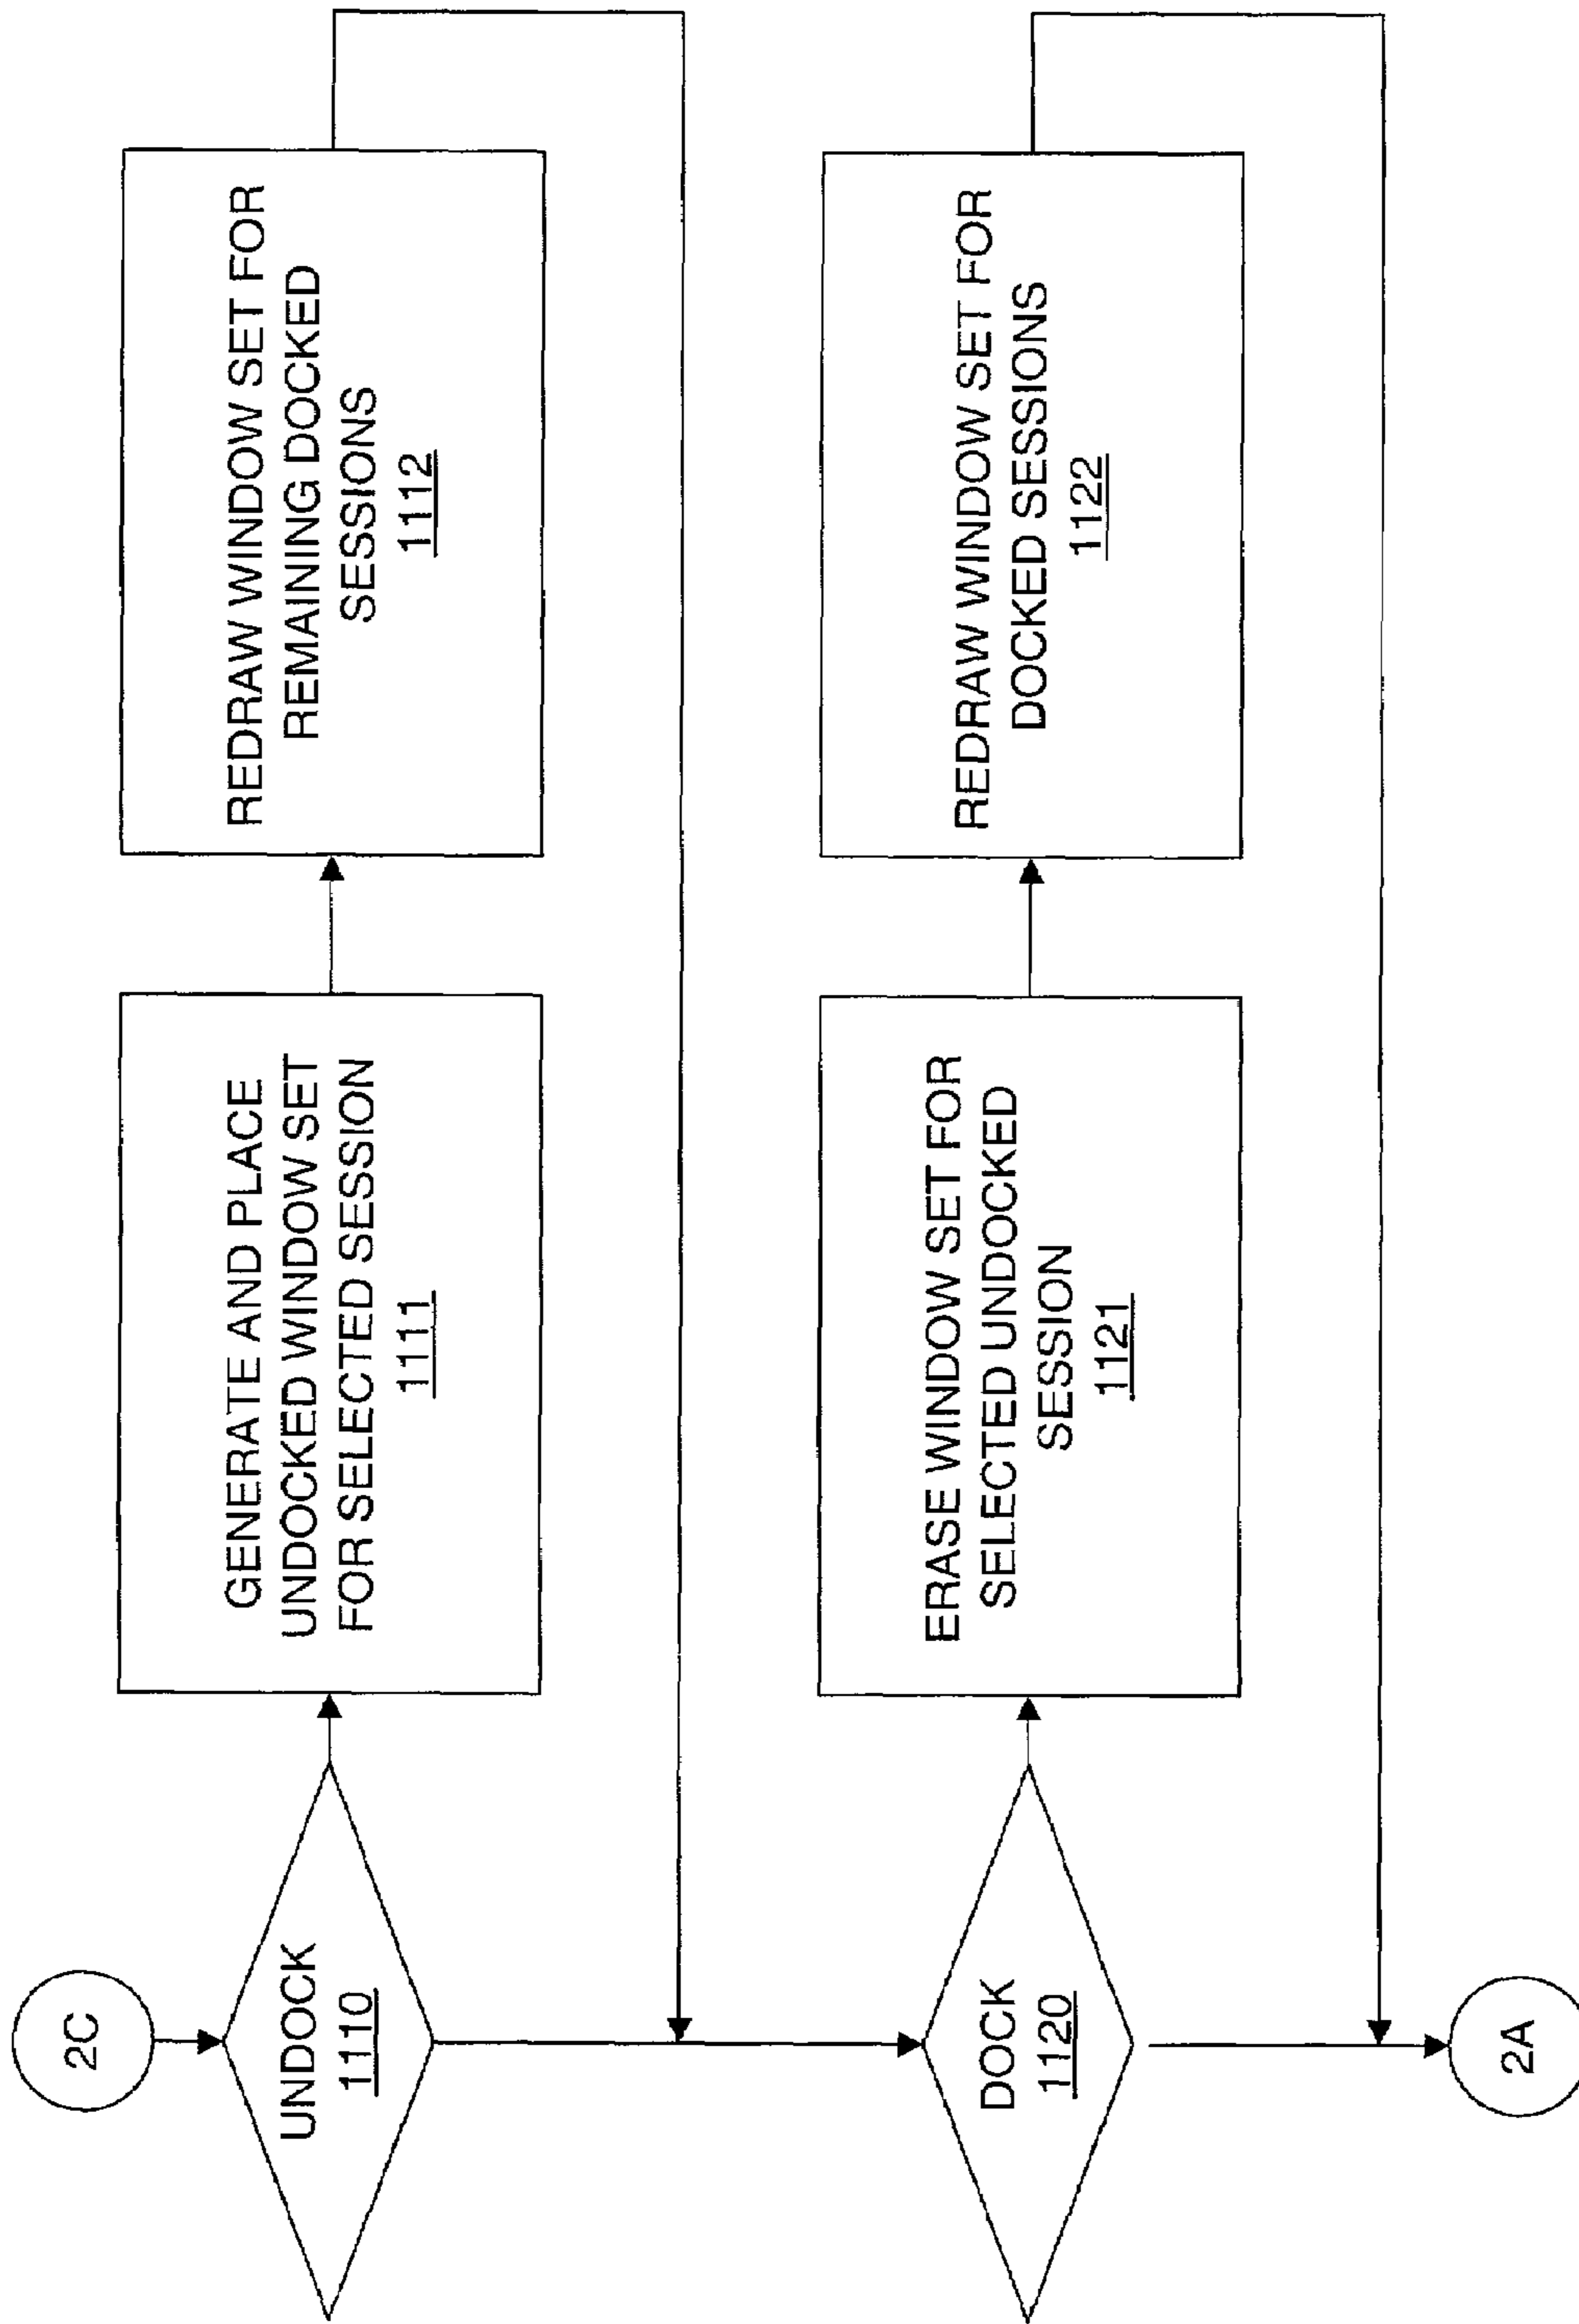 2C
UNDOCK
1110
GENERATE AND PLACE
UNDOCKED WINDOW SET
FOR SELECTED SESSION
1111
REDRAW WINDOW SET FOR
REMAINING DOCKED
SESSIONS
1112
DOCK
1120
ERASE WINDOW SET FOR
SELECTED UNDOCKED
SESSION
1121
REDRAW WINDOW SET FOR
DOCKED SESSIONS
1122
2A